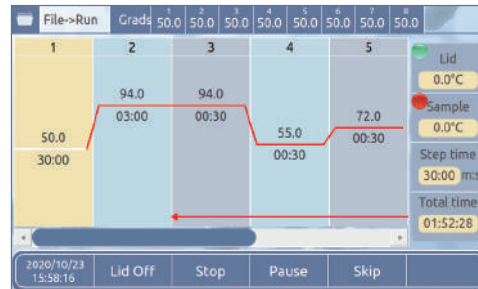 File->Run Grads 50.0 50.0 50.0 50.0 50.0 50.0 50.0
1 2 3 4 5 6 7 8
1 2 3 4 5
94.0 94.0
03:00 00:30
50.0
30:00
55.0
00:30
72.0
00:30
Lid
0.0°C
Sample
0.0°C
Step time
30:00 m:s
Total time
01:52:28
2020/10/23
15:58:16
Lid Off Stop Pause Skip